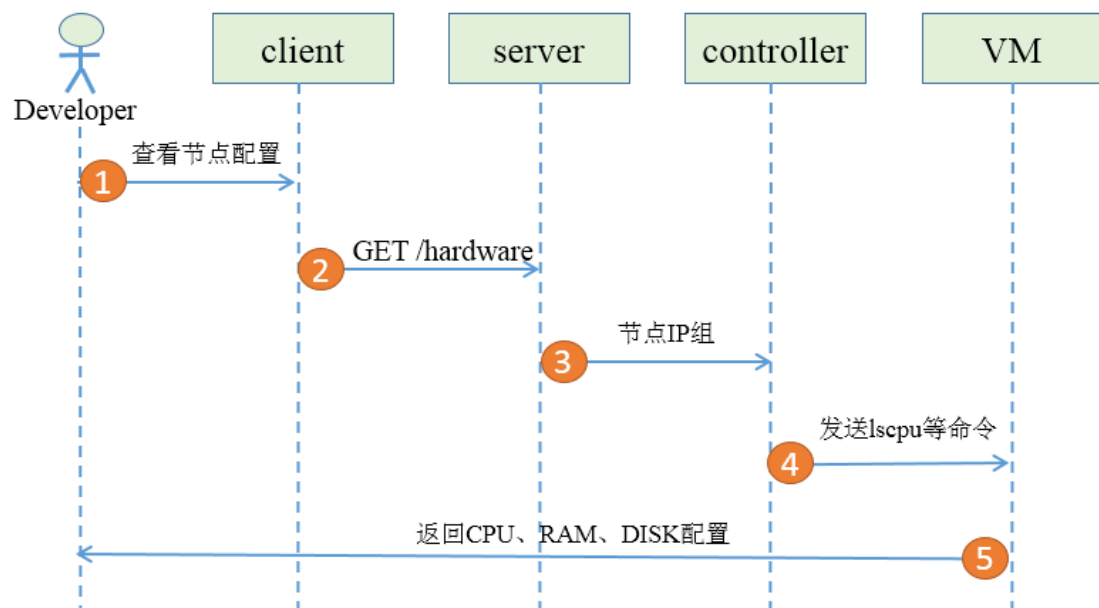 client
server
controller
VM
Developer
查看节点配置
1
GET /hardware
2
节点IP组
3
发送lscpu等命令
4
返回CPU、RAM、DISK配置
5